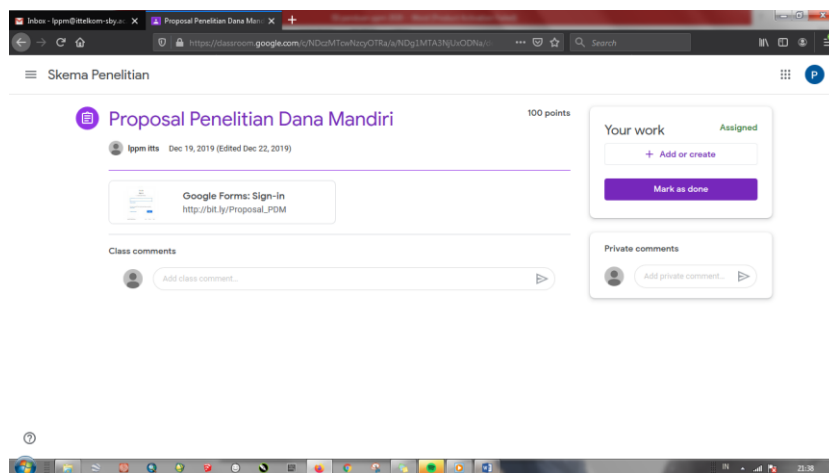 Inbox - lppm@ittelkom-sby.ac
Proposal Penelitian Dana Man
https://classroom.google.com/c/NDczMTowNzcyOTRa/a/NDg1MTA3NjUxODNa/
Search
Skema Penelitian
P
Proposal Penelitian Dana Mandiri
100 points
lppm itts Dec 19, 2019 (Edited Dec 22, 2019)
Google Forms: Sign-in
http://bit.ly/Proposal_PDM
Class comments
Add class comment...
Your work
Assigned
+ Add or create
Mark as done
Private comments
Add private comment...
IN
21:38